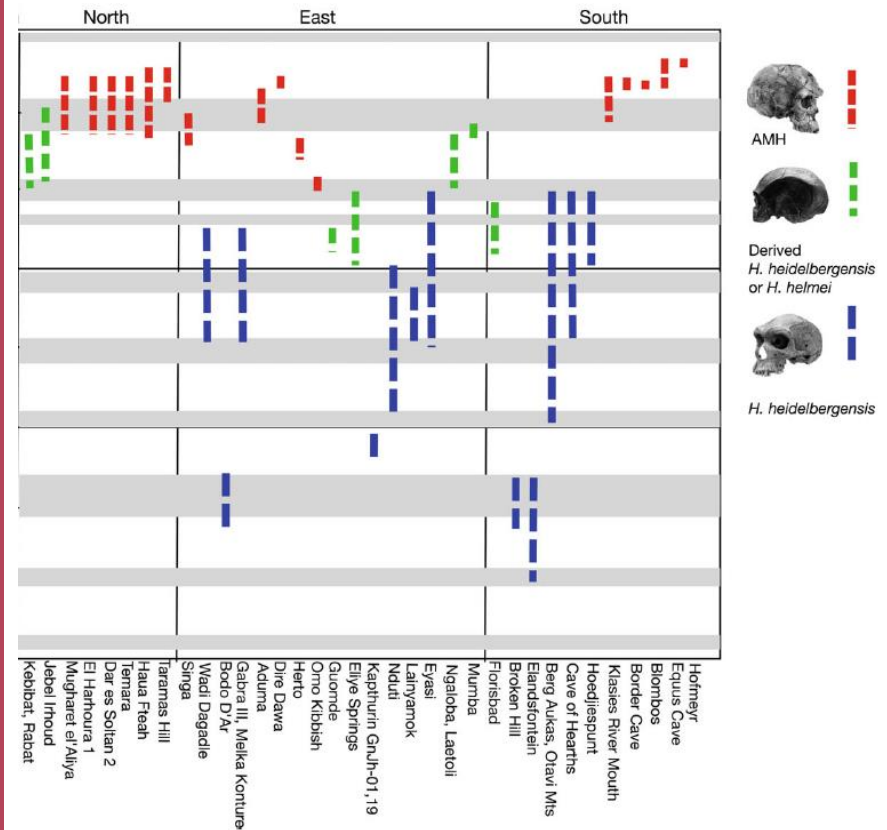 North
East
South
AMH
Derived
H. heidelbergensis
or H. helmei
H. heidelbergensis
Kebibat, Rabat
Jebel Irhoud
Mugharet el'Aliya
El Harhoura 1
Dar es Soltan 2
Temara
Haua Fteah
Taramas Hill
Singa
Wadi Dagadle
Bodo D'Ar
Gabra III, Melka Konture
Aduma
Dire Dawa
Herto
Omo Kibbish
Guomde
Eliye Springs
Kapthurin GnJh-01,19
Nduti
Lainyamok
Eyasi
Ngaloba, Laetoli
Mumba
Florisbad
Broken Hill
Elandsfontein
Berg Aukas, Otavi Mts
Cave of Hearths
Hoedjiespunt
Klasies River Mouth
Border Cave
Blombos
Equus Cave
Hofmeyr